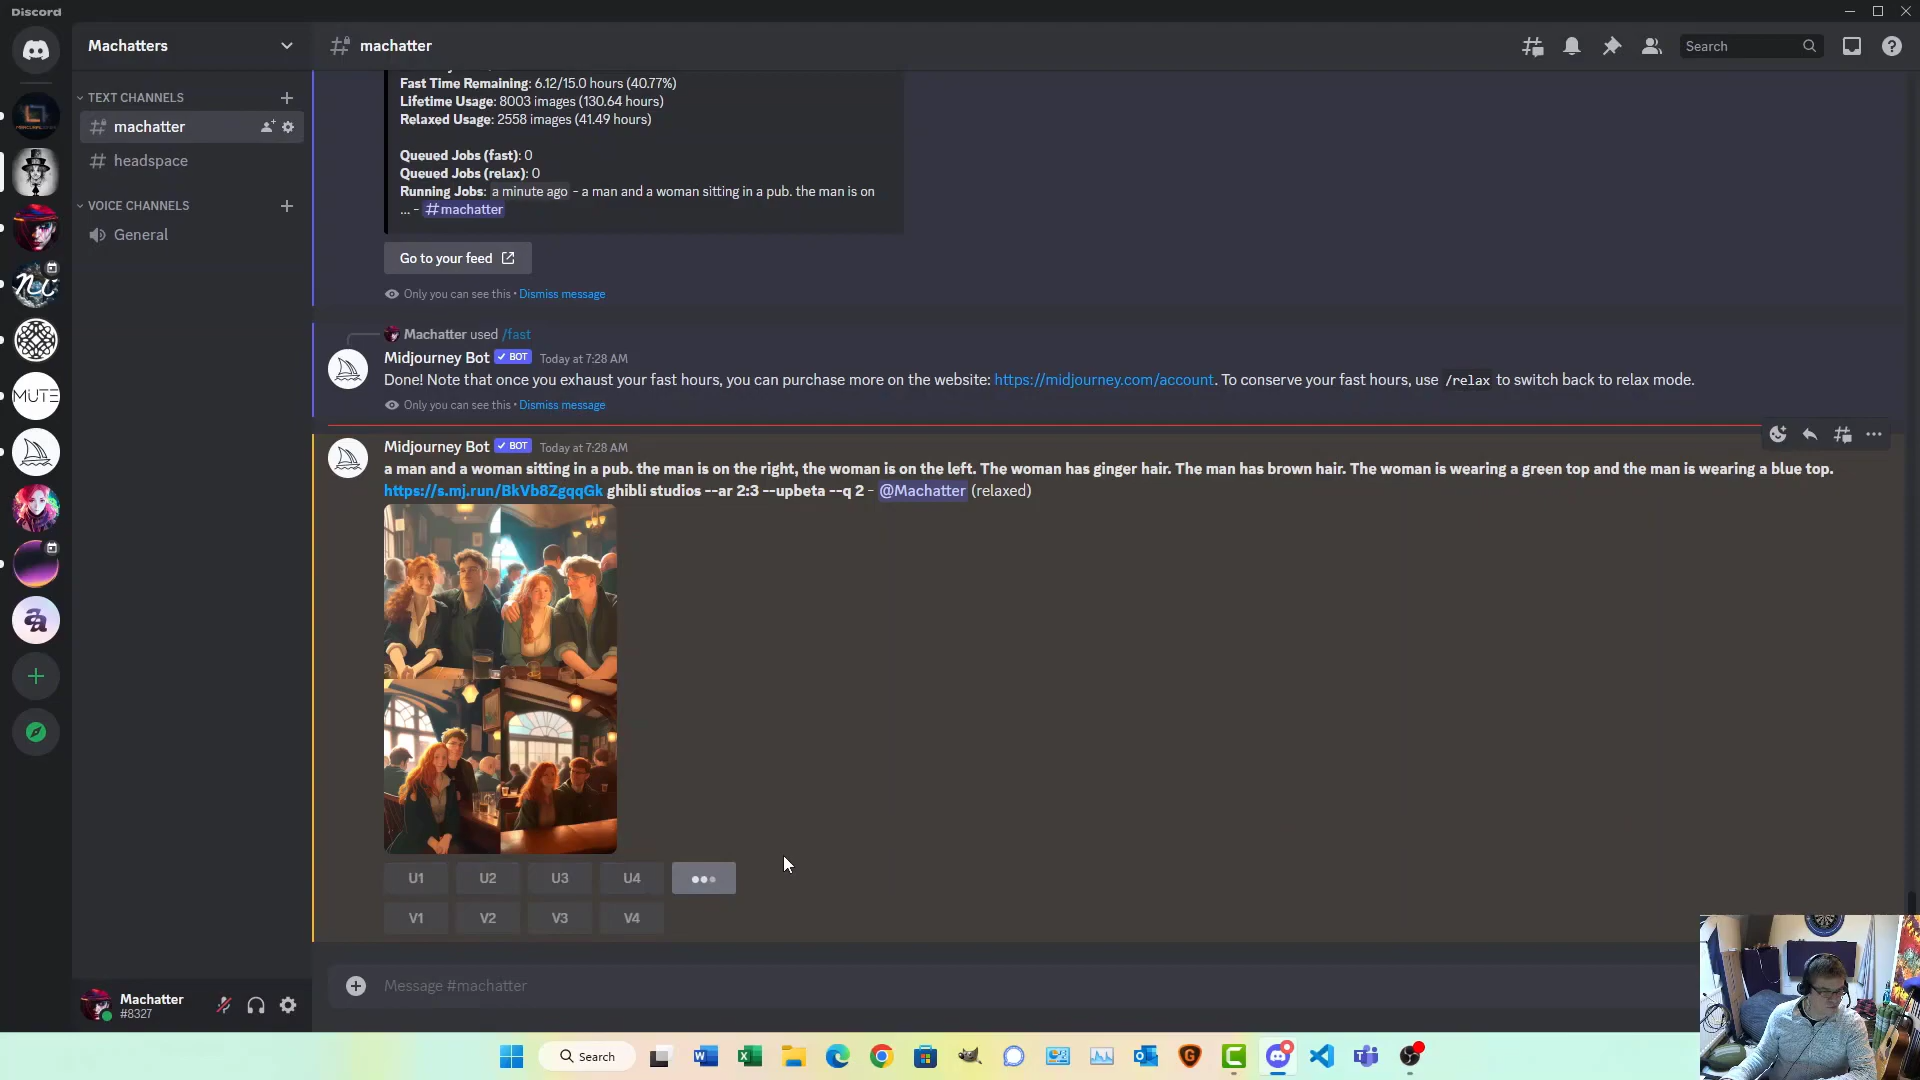 Discord
Machatters
machatter
Search
TEXT CHANNELS
machatter
headspace
VOICE CHANNELS
General
MUTE
Fast Time Remaining: 6.12/15.0 hours (40.77%)
Lifetime Usage: 8003 images (130.64 hours)
Relaxed Usage: 2558 images (41.49 hours)
Queued Jobs (fast): 0
Queued Jobs (relax): 0
Running Jobs: a minute ago - a man and a woman sitting in a pub. the man is on
... - #machatter
Go to your feed
Only you can see this • Dismiss message
Machatter used /fast
Midjourney Bot BOT Today at 7:28 AM
Done! Note that once you exhaust your fast hours, you can purchase more on the website: https://midjourney.com/account. To conserve your fast hours, use /relax to switch back to relax mode.
Only you can see this • Dismiss message
Midjourney Bot BOT Today at 7:28 AM
a man and a woman sitting in a pub. the man is on the right, the woman is on the left. The woman has ginger hair. The man has brown hair. The woman is wearing a green top and the man is wearing a blue top.
https://s.mj.run/BkVb8ZgqqGk ghibli studios --ar 2:3 --upbeta --q 2 - @Machatter (relaxed)
U1 U2 U3 U4
V1 V2 V3 V4
Message #machatter
Machatter
#8327
Search